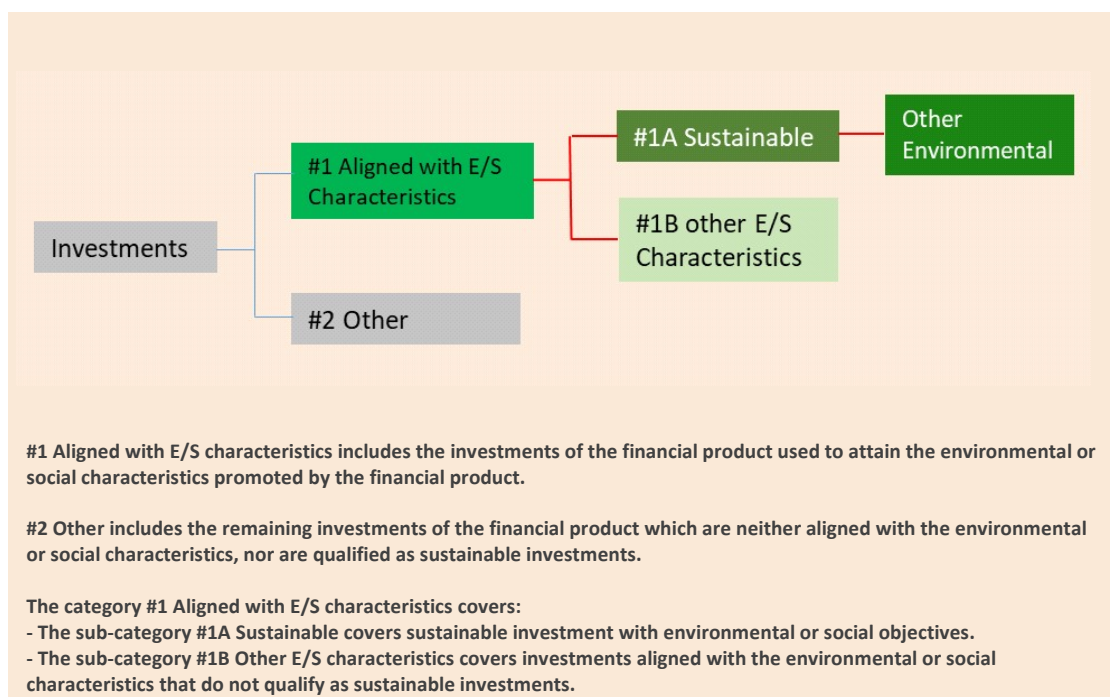 Investments
#1 Aligned with E/S
Characteristics
#2 Other
#1A Sustainable
#1B other E/S
Characteristics
Other
Environmental
#1 Aligned with E/S characteristics includes the investments of the financial product used to attain the environmental or
social characteristics promoted by the financial product.
#2 Other includes the remaining investments of the financial product which are neither aligned with the environmental
or social characteristics, nor are qualified as sustainable investments.
The category #1 Aligned with E/S characteristics covers:
- The sub-category #1A Sustainable covers sustainable investment with environmental or social objectives.
- The sub-category #1B Other E/S characteristics covers investments aligned with the environmental or social
characteristics that do not qualify as sustainable investments.